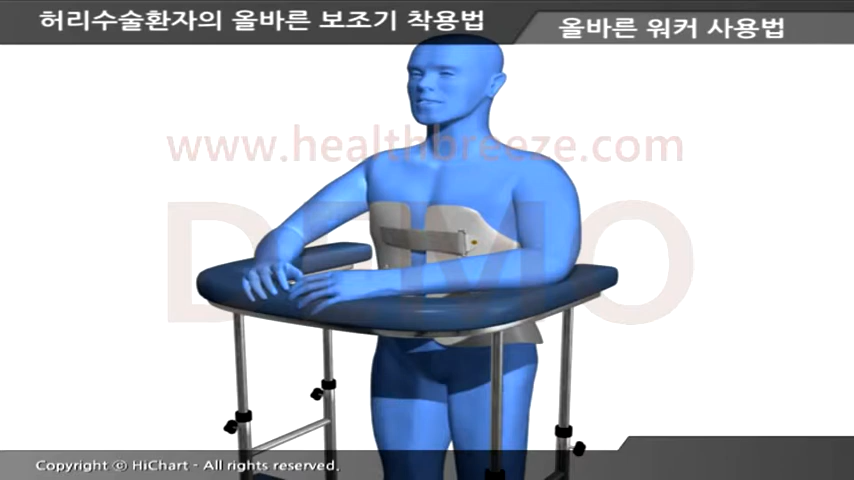 허리수술환자의 올바른 보조기 착용법
올바른 워커 사용법
www.healthbreeze.com
DEMO
Copyright ⓒ HiChart - All rights reserved.